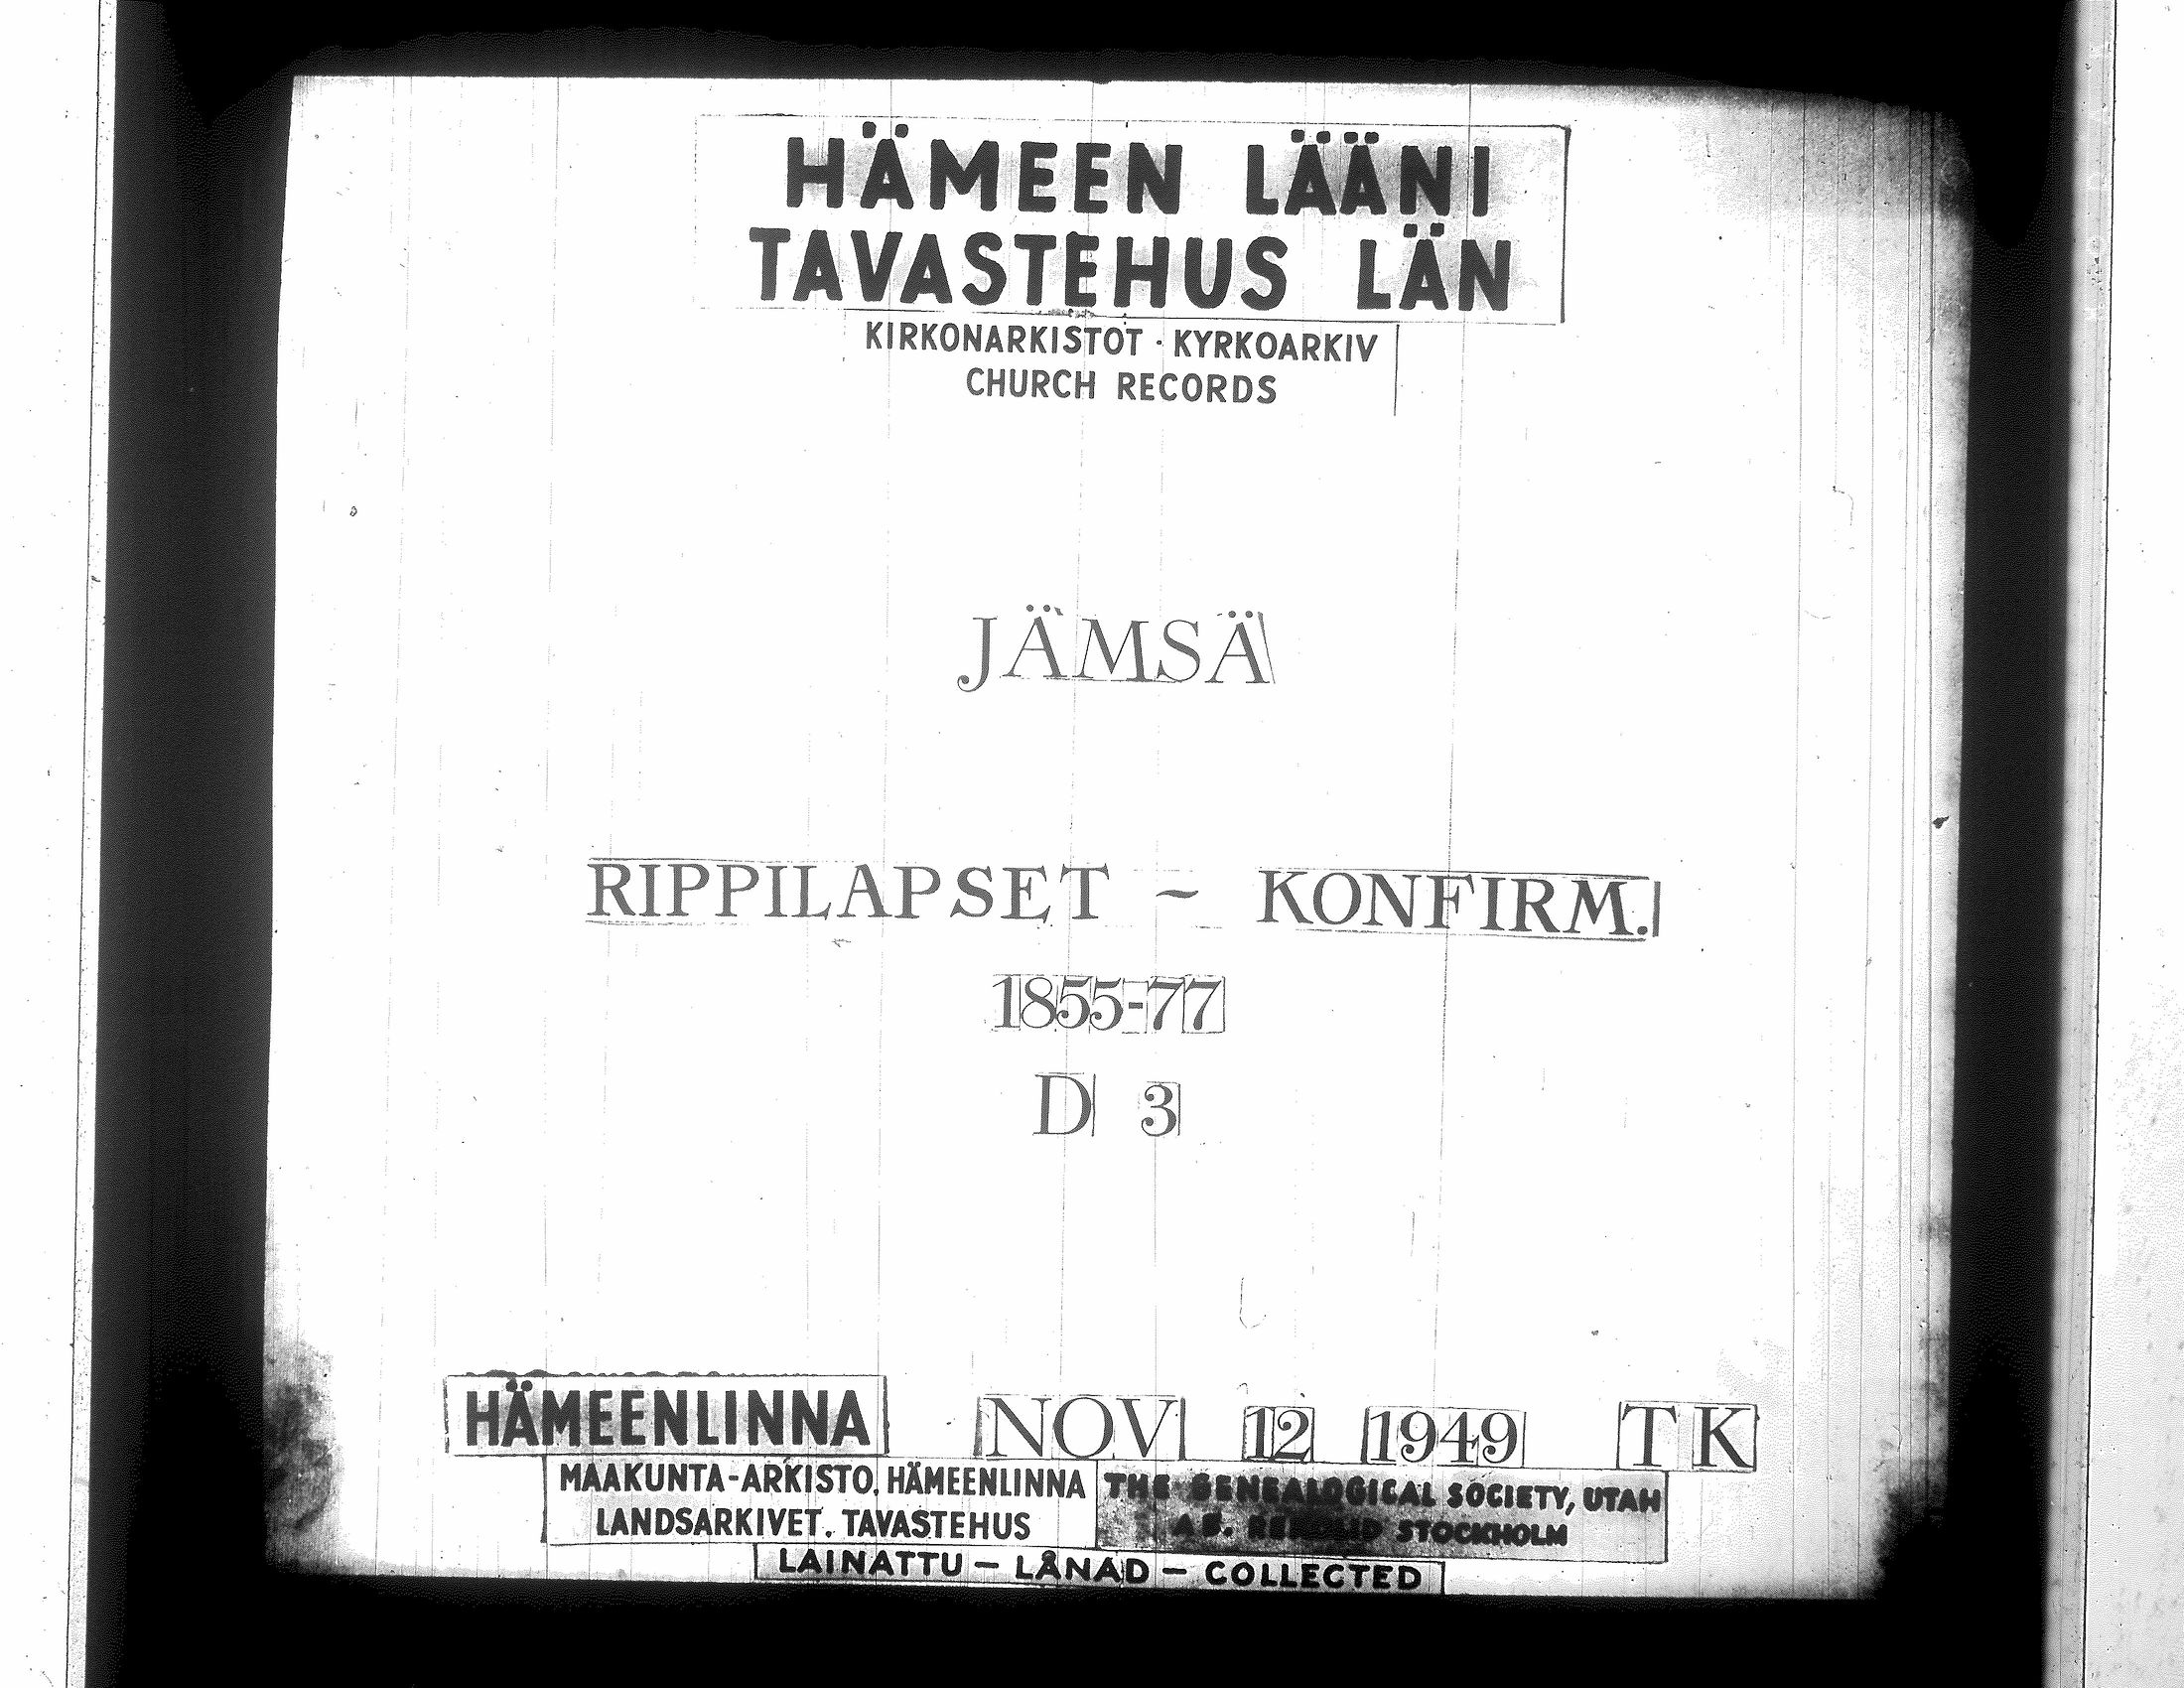 HÄMEEN LÄÄNI
TAVASTEHUS LÄN
KIRKONARKISTOT · KYRKOARKIV
CHURCH RECORDS
JÄMSÄ
RIPPILAPSET - KONFIRM.
1855-77
D 3
HÄMEENLINNA NOV 12 1949 TK
MAAKUNTA-ARKISTO, HÄMEENLINNA
LANDSARKIVET, TAVASTEHUS
THE GENEALOGICAL SOCIETY, UTAH
STOCKHOLM
LAINATTU - LÅNAD - COLLECTED